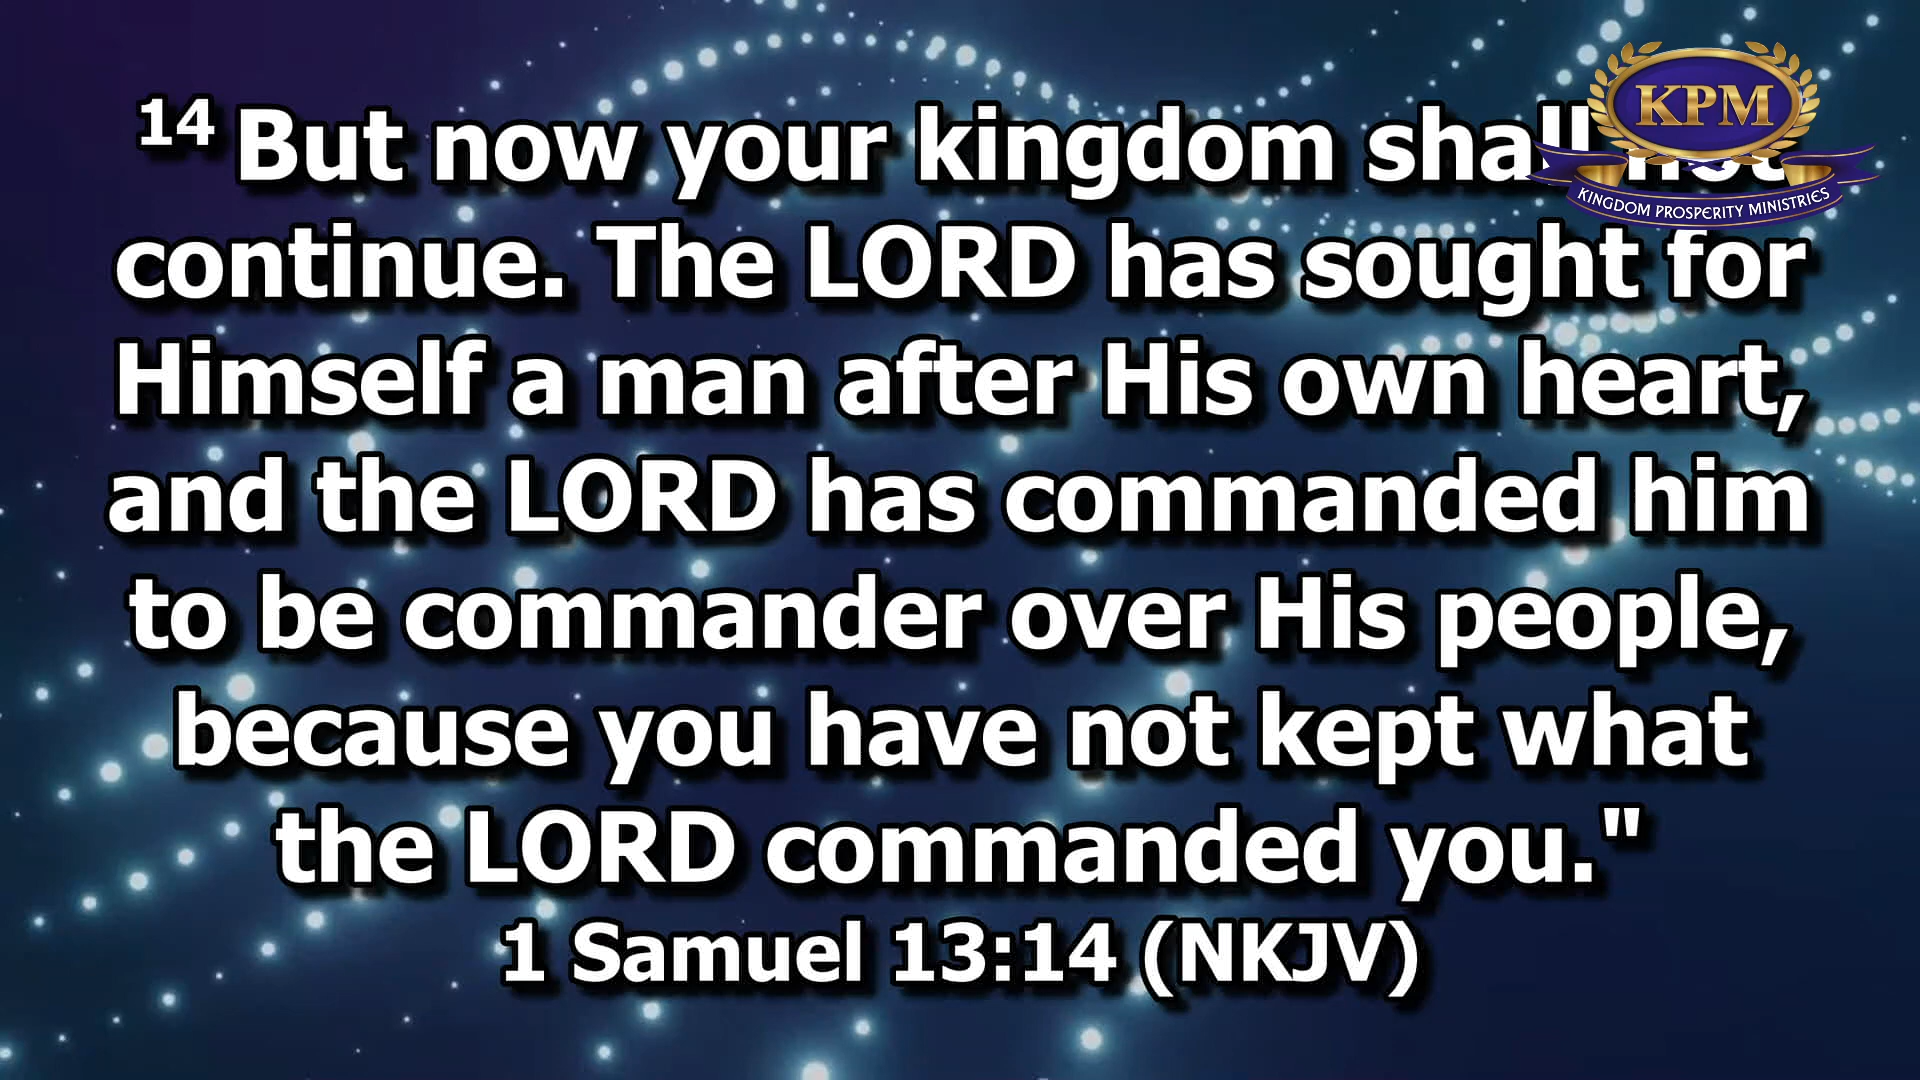 14 But now your kingdom shall not
continue. The LORD has sought for
Himself a man after His own heart,
and the LORD has commanded him
to be commander over His people,
because you have not kept what
the LORD commanded you."
1 Samuel 13:14 (NKJV)
KPM
KINGDOM PROSPERITY MINISTRIES